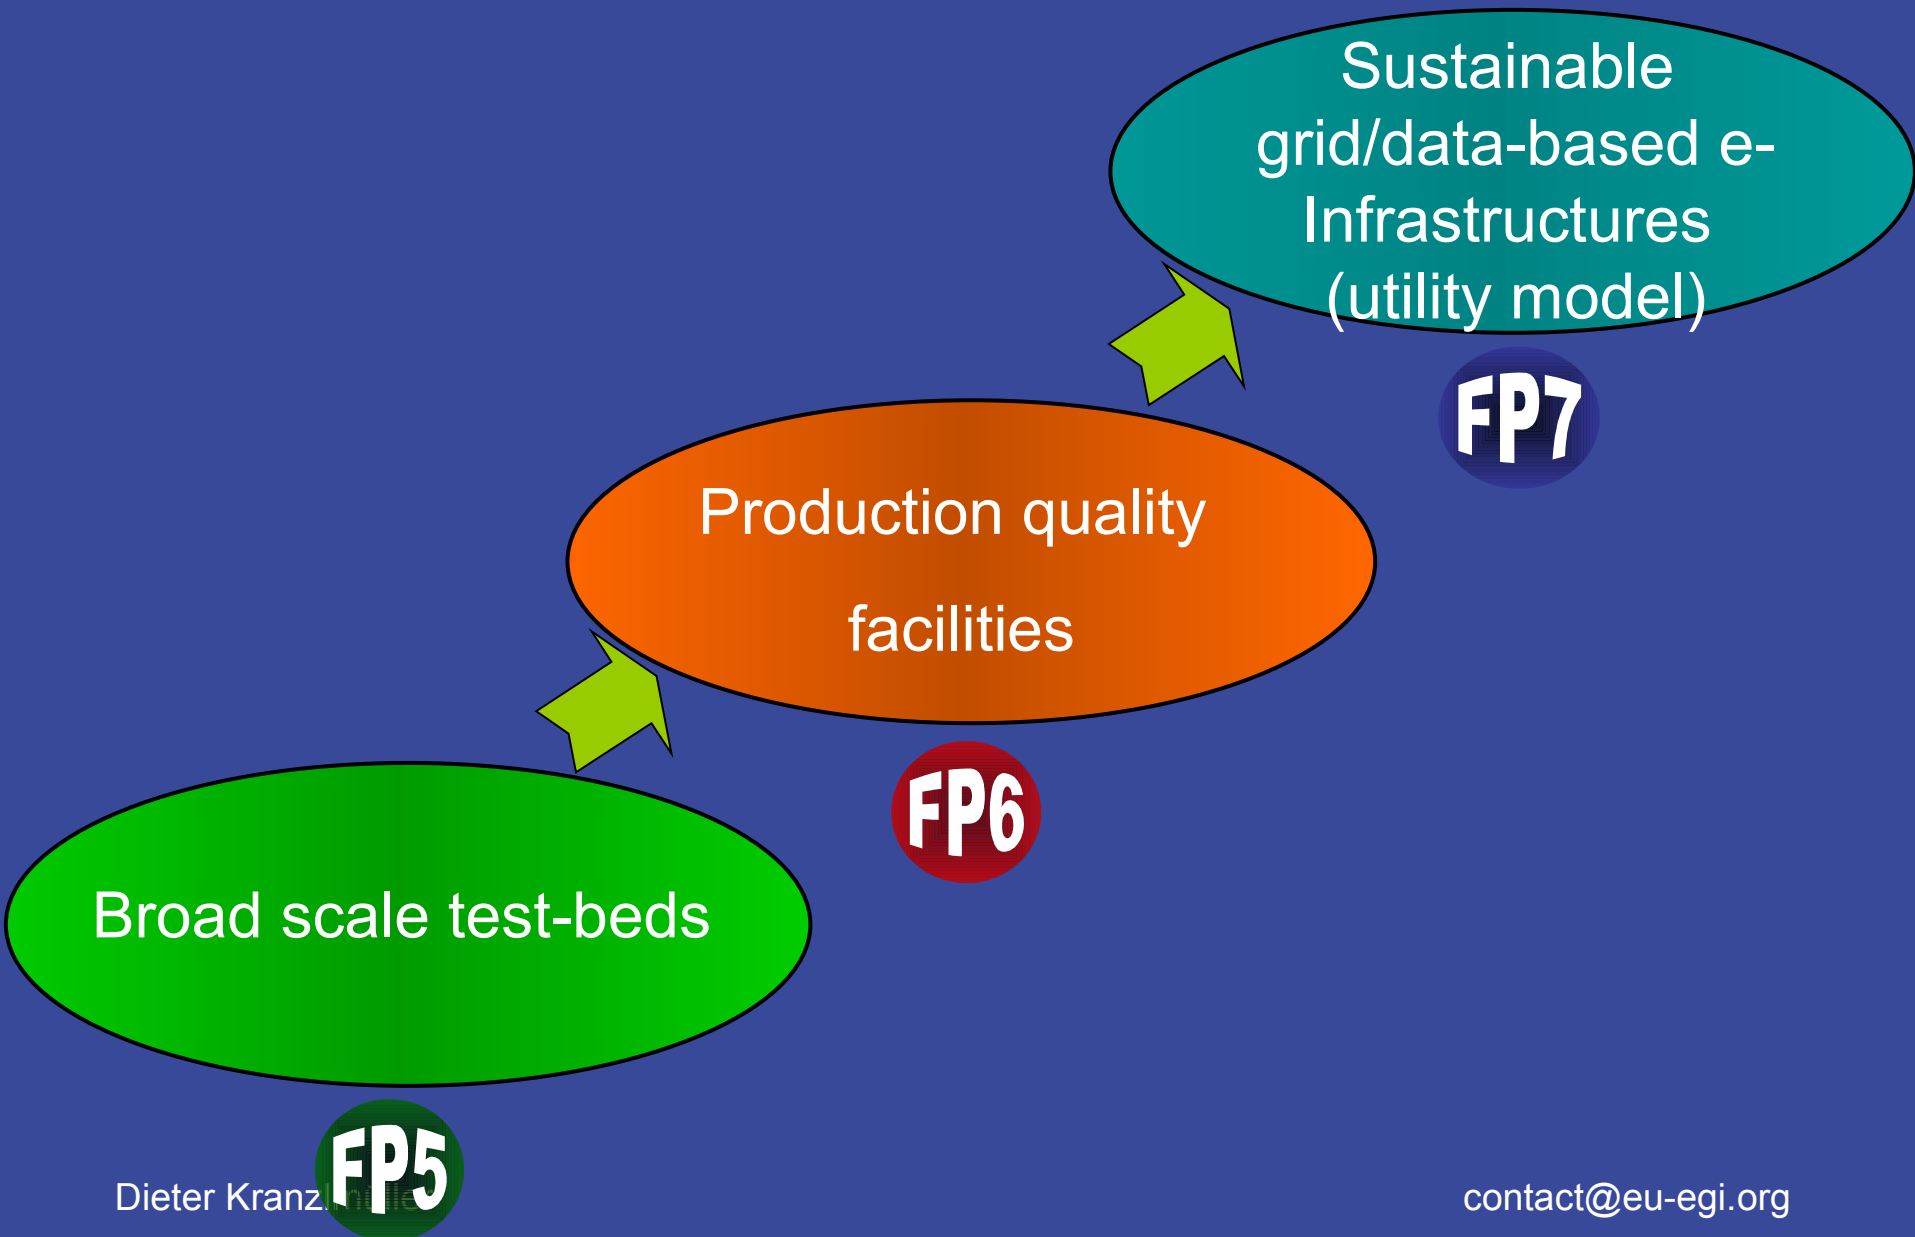 Sustainable
grid/data-based e-
Infrastructures
(utility model)
FP7
Production quality
facilities
FP6
Broad scale test-beds
FP5
Dieter
contact@eu-egi.org